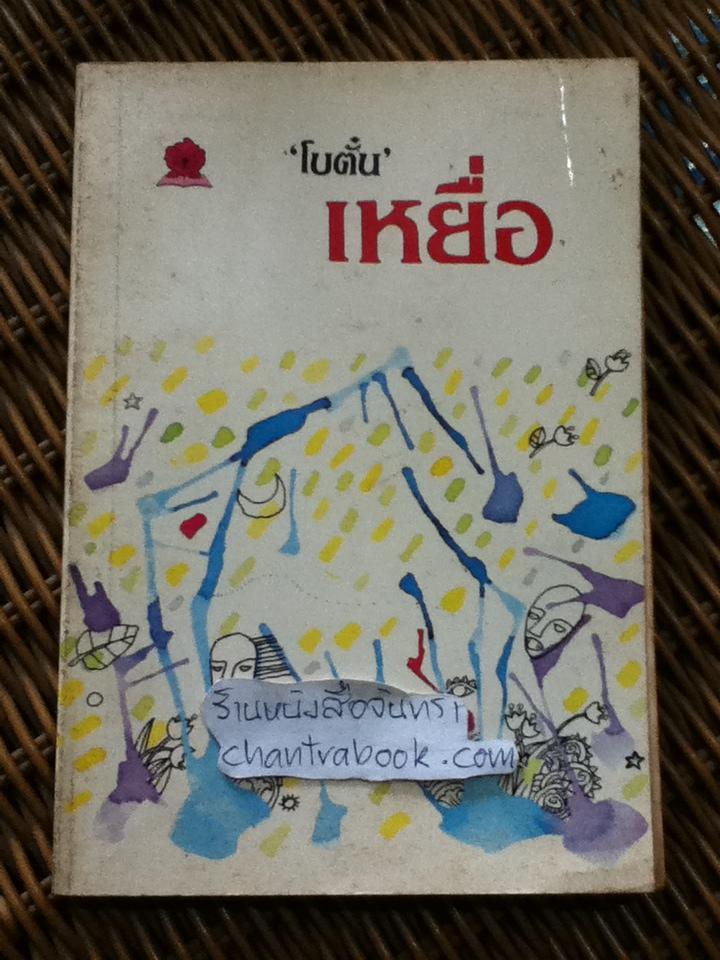 'โบตั๋น'
เหยื่อ
ร้านหนังสือจันทรา
chantrabook.com